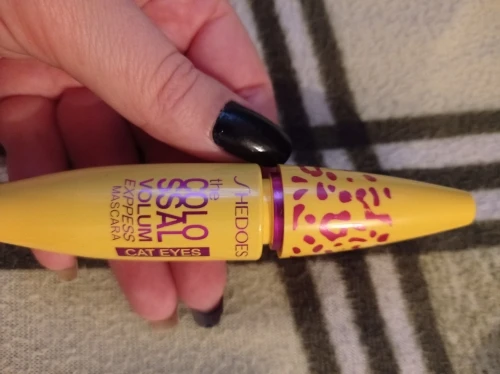 SHEDOES
the
COLO
SSAL
VOLUM
EXPRESS
MASCARA
CAT EYES